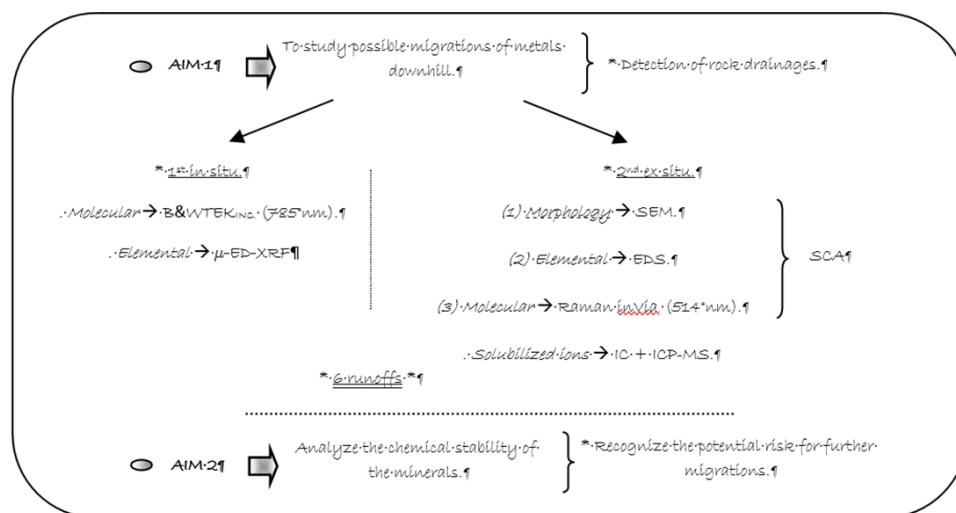 AIM·1¶
To·study·possible·migrations·of·metals·
downhill.¶
*·Detection·of·rock·drainages.¶
*·1st·in·situ.¶
.·Molecular→·B&WTEKINC.·(785°nm).¶
.·Elemental→·µ-ED-XRF¶
*·2nd·ex·situ¶
(1)·Morphology→·SEM.¶
(2)·Elemental→·EDS.¶
(3)·Molecular→·Raman·inVia·(514°nm).¶
SCA¶
.·Solubilized·ions→·IC·+·ICP-MS.¶
*·6·runoffs·*¶
AIM·2¶
Analyze·the·chemical·stability·of·
the·minerals.¶
*·Recognize·the·potential·risk·for·further·
migrations.¶